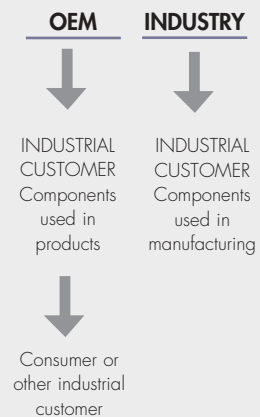 OEM
INDUSTRIAL
CUSTOMER
Components
used in
products
Consumer or
other industrial
customer
INDUSTRY
INDUSTRIAL
CUSTOMER
Components
used in
manufacturing